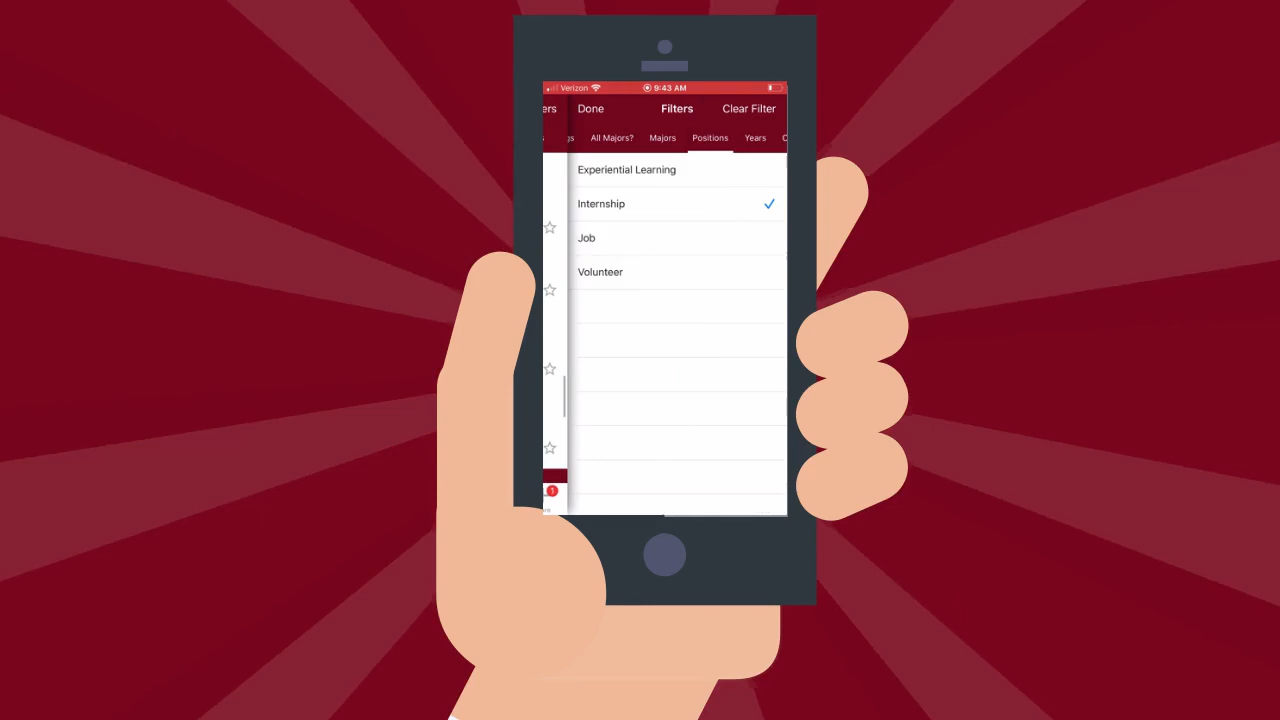 Verizon 9:43 AM
ers Done Filters Clear Filter
gs All Majors? Majors Positions Years C
Experiential Learning
Internship
Job
Volunteer
1